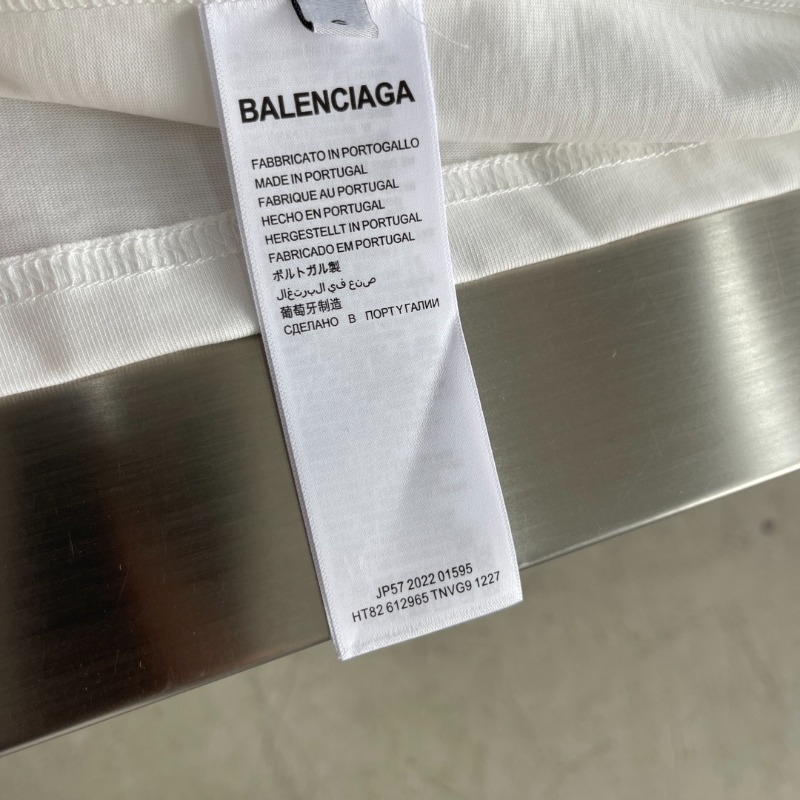 BALENCIAGA
FABBRICATO IN PORTOGALLO
MADE IN PORTUGAL
FABRIQUE AU PORTUGAL
HECHO EN PORTUGAL
HERGESTELLT IN PORTUGAL
FABRICADO EM PORTUGAL
ポルトガル製
صنع في البرتغال
葡萄牙制造
СДЕЛАНО В ПОРТУГАЛИИ
JP57 2022 01595
HT82 612965 TNVG9 1227